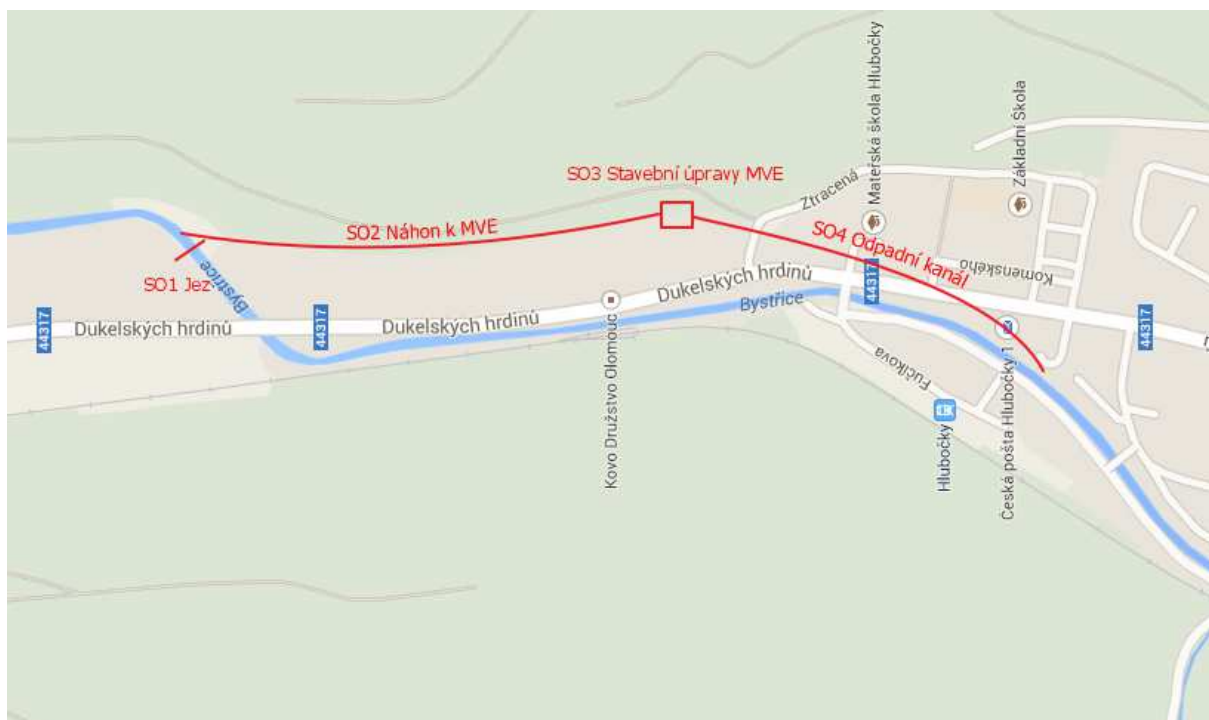 SO3 Stavební úpravy MVE
Mateřská škola Hlubočky
Základní Škola
Ztracená
SO2 Náhon k MVE
SO4 Odpadní kanál
Komenského
SO1 Jez
Bystřice
44317
Dukelských hrdinů
44317
Dukelských hrdinů
Dukelských hrdinů
Bystřice
44317
44317
Kovo Družstvo Olomouc
Fučíkova
Hlubočky
Česká pošta Hlubočky 1